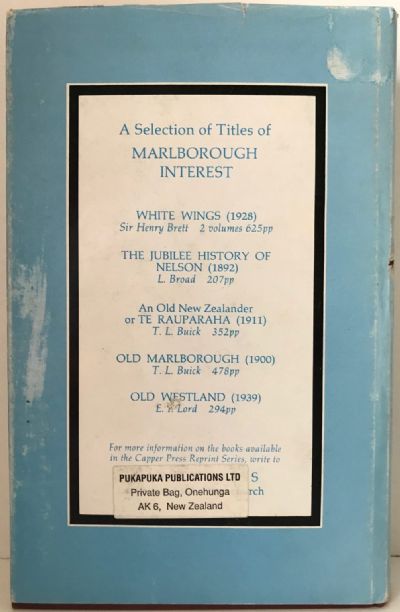 A Selection of Titles of
MARLBOROUGH
INTEREST
WHITE WINGS (1928)
Sir Henry Brett 2 volumes 625pp
THE JUBILEE HISTORY OF
NELSON (1892)
L. Broad 207pp
An Old New Zealander
or TE RAUPARAHA (1911)
T. L. Buick 352pp
OLD MARLBOROUGH (1900)
T. L. Buick 478pp
OLD WESTLAND (1939)
E. I. Lord 294pp
For more information on the books available
in the Capper Press Reprint Series, write to
S
rch
PUKAPUKA PUBLICATIONS LTD
Private Bag, Onehunga
AK 6, New Zealand